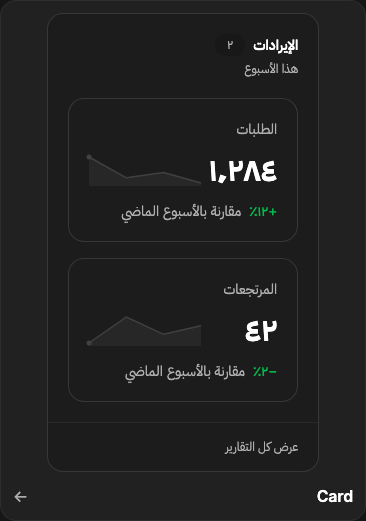 الإيرادات ٢
هذا الأسبوع
الطلبات
١٬٢٨٤
+١٢٪ مقارنة بالأسبوع الماضي
المرتجعات
٤٢
−٢٪ مقارنة بالأسبوع الماضي
عرض كل التقارير
Card